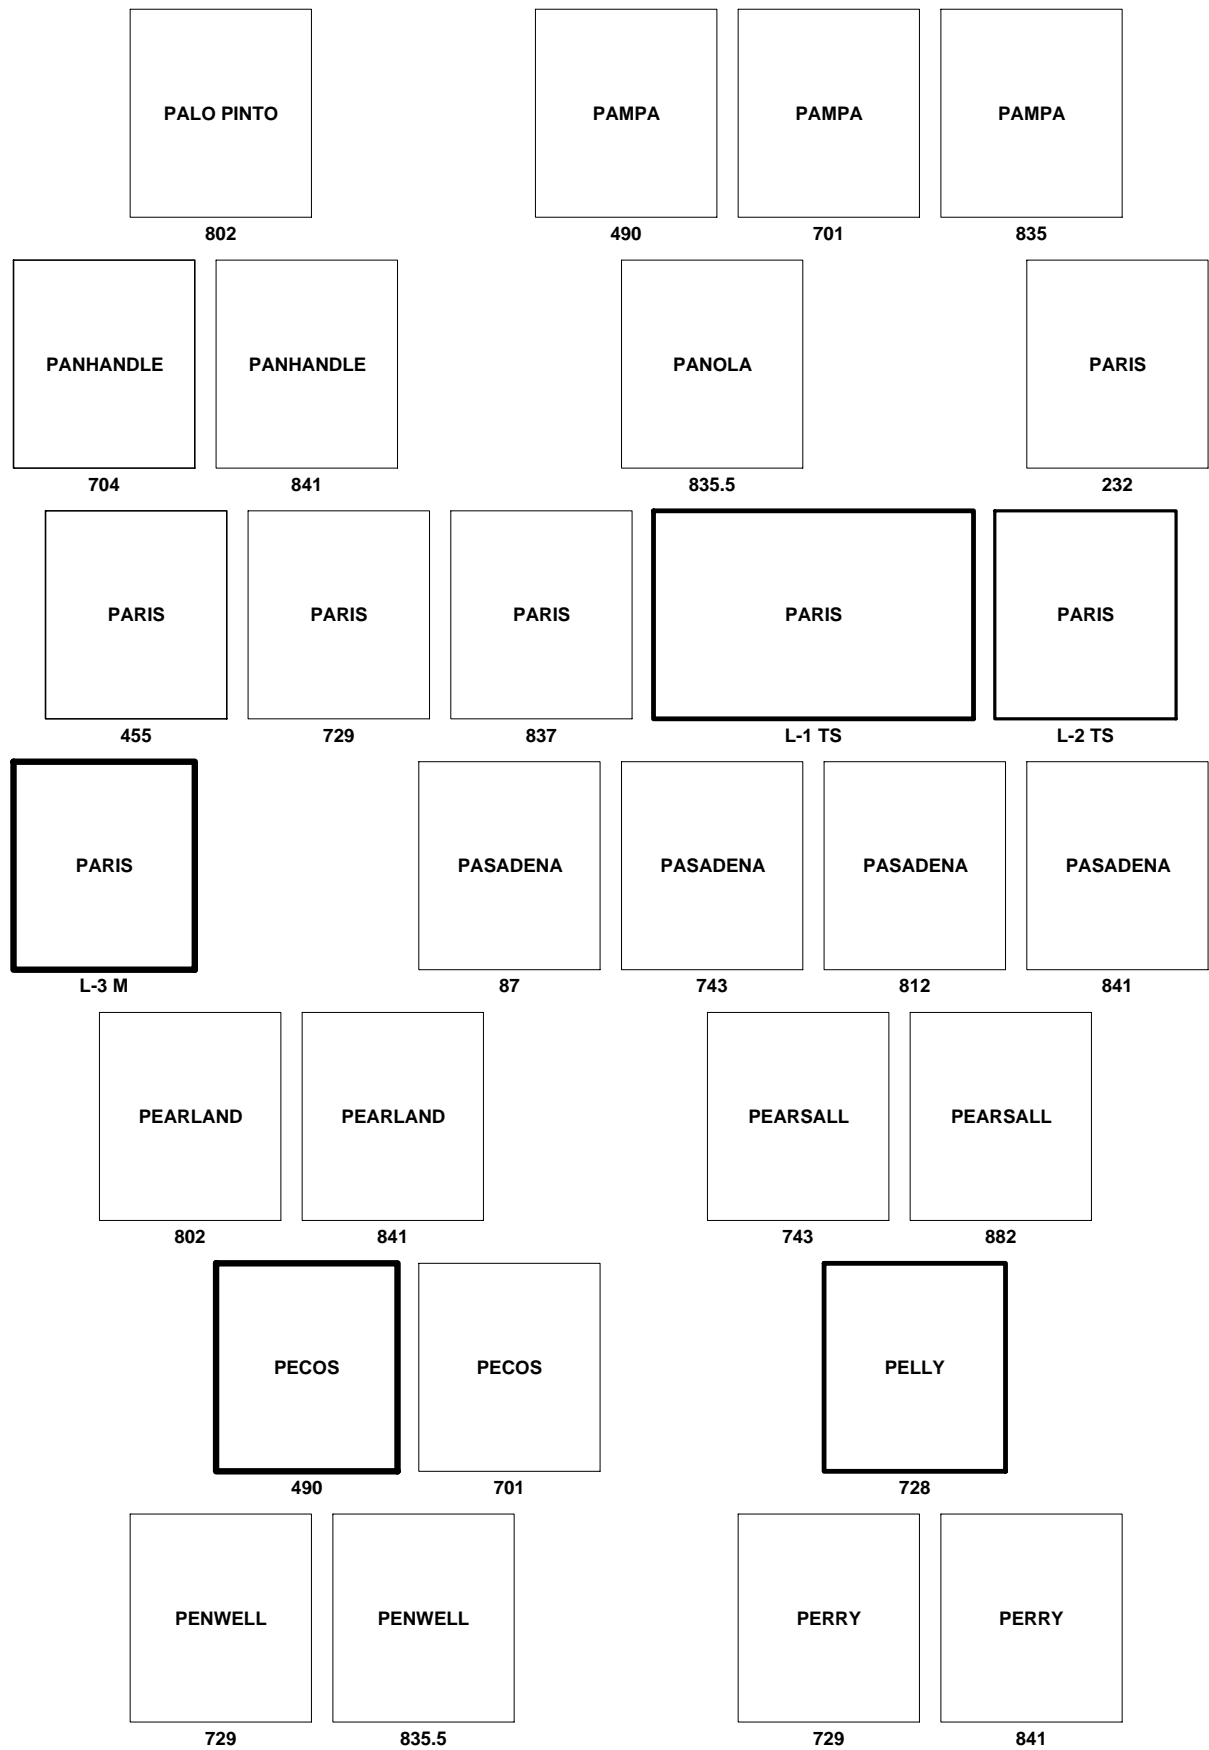 PALO PINTO PAMPA PAMPA PAMPA
802 490 701 835
PANHANDLE PANHANDLE PANOLA PARIS
704 841 835.5 232
PARIS PARIS PARIS PARIS PARIS
455 729 837 L-1 TS L-2 TS
PARIS PASADENA PASADENA PASADENA PASADENA
L-3 M 87 743 812 841
PEARLAND PEARLAND PEARSALL PEARSALL
802 841 743 882
PECOS PECOS PELLY
490 701 728
PENWELL PENWELL PERRY PERRY
729 835.5 729 841